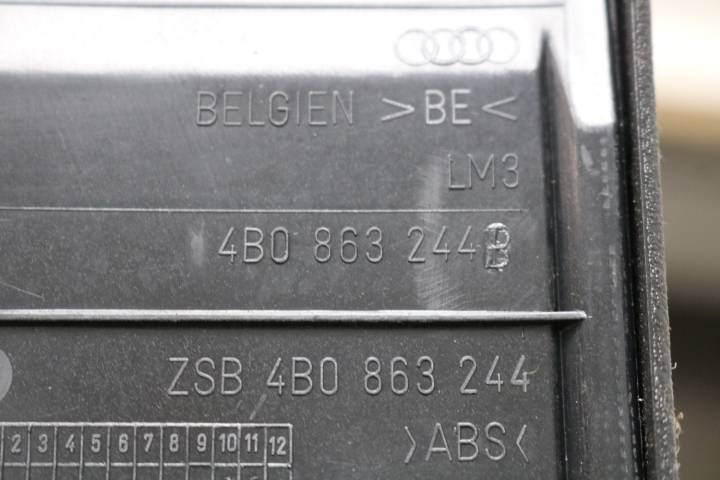 BELGIEN >BE<
LM3
4B0 863 244B
ZSB 4B0 863 244
2 3 4 5 6 7 8 9 10 11 12
>ABS<